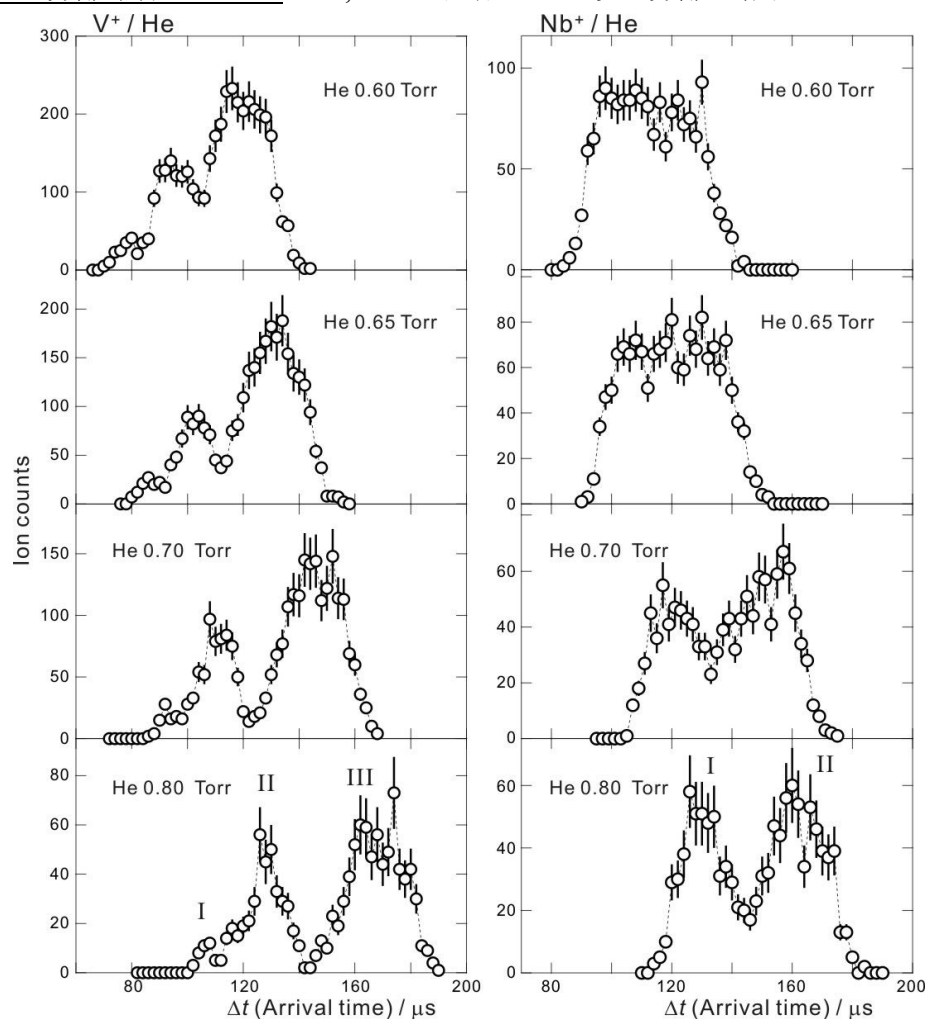 V+ / He
Nb+ / He
300
200
100
0
He 0.60 Torr
100
50
0
He 0.60 Torr
200
150
100
50
0
He 0.65 Torr
80
60
40
20
0
He 0.65 Torr
Ion counts
150
100
50
0
He 0.70 Torr
60
40
20
0
He 0.70 Torr
80
60
40
20
0
He 0.80 Torr
I
II
III
60
40
20
0
He 0.80 Torr
I
II
80
120
160
200
Δt (Arrival time) / μs
80
120
160
200
Δt (Arrival time) / μs